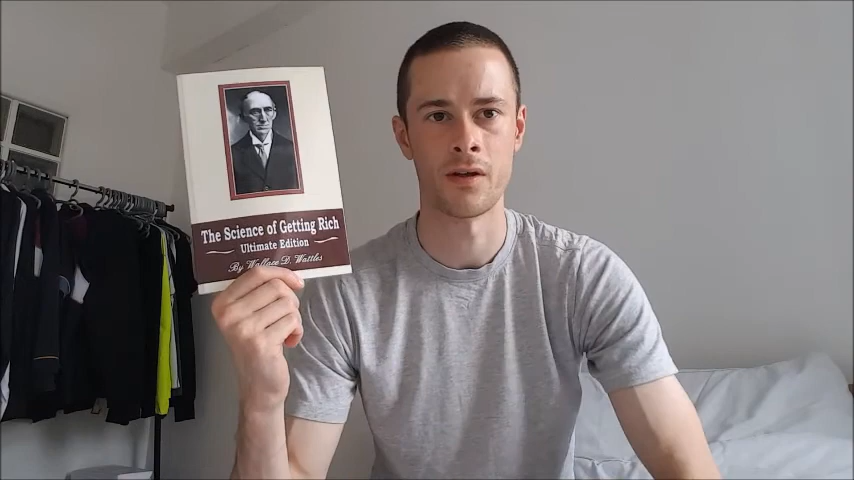 The Science of Getting Rich
Ultimate Edition
By Wallace D. Wattles